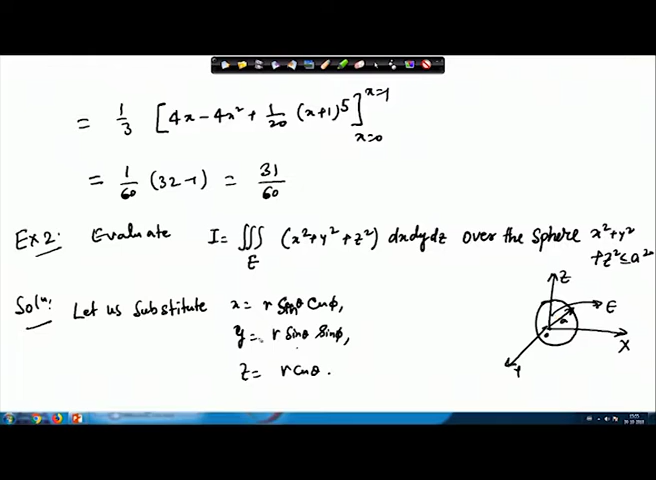 = 1/3 [4x - 4x² + 1/20 (x+1)⁵]
x=1
x=0
= 1/60 (32-1) = 31/60
Ex 2: Evaluate I = ∭ (x²+y²+z²) dxdydz over the sphere x²+y²
E
+z² ≤ a²
Solⁿ: Let us substitute x = r Sinθ Cosφ,
y = r Sinθ Sinφ,
z = r cosθ.
Z
E
a
o
X
Y
15:55